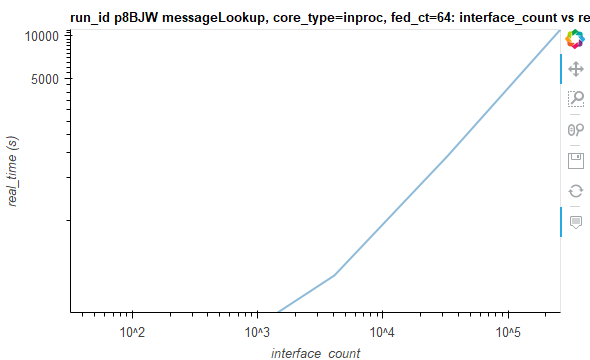 run_id p8BJW messageLookup, core_type=inproc, fed_ct=64: interface_count vs re
10000
5000
real_time (s)
10^2 10^3 10^4 10^5
interface_count